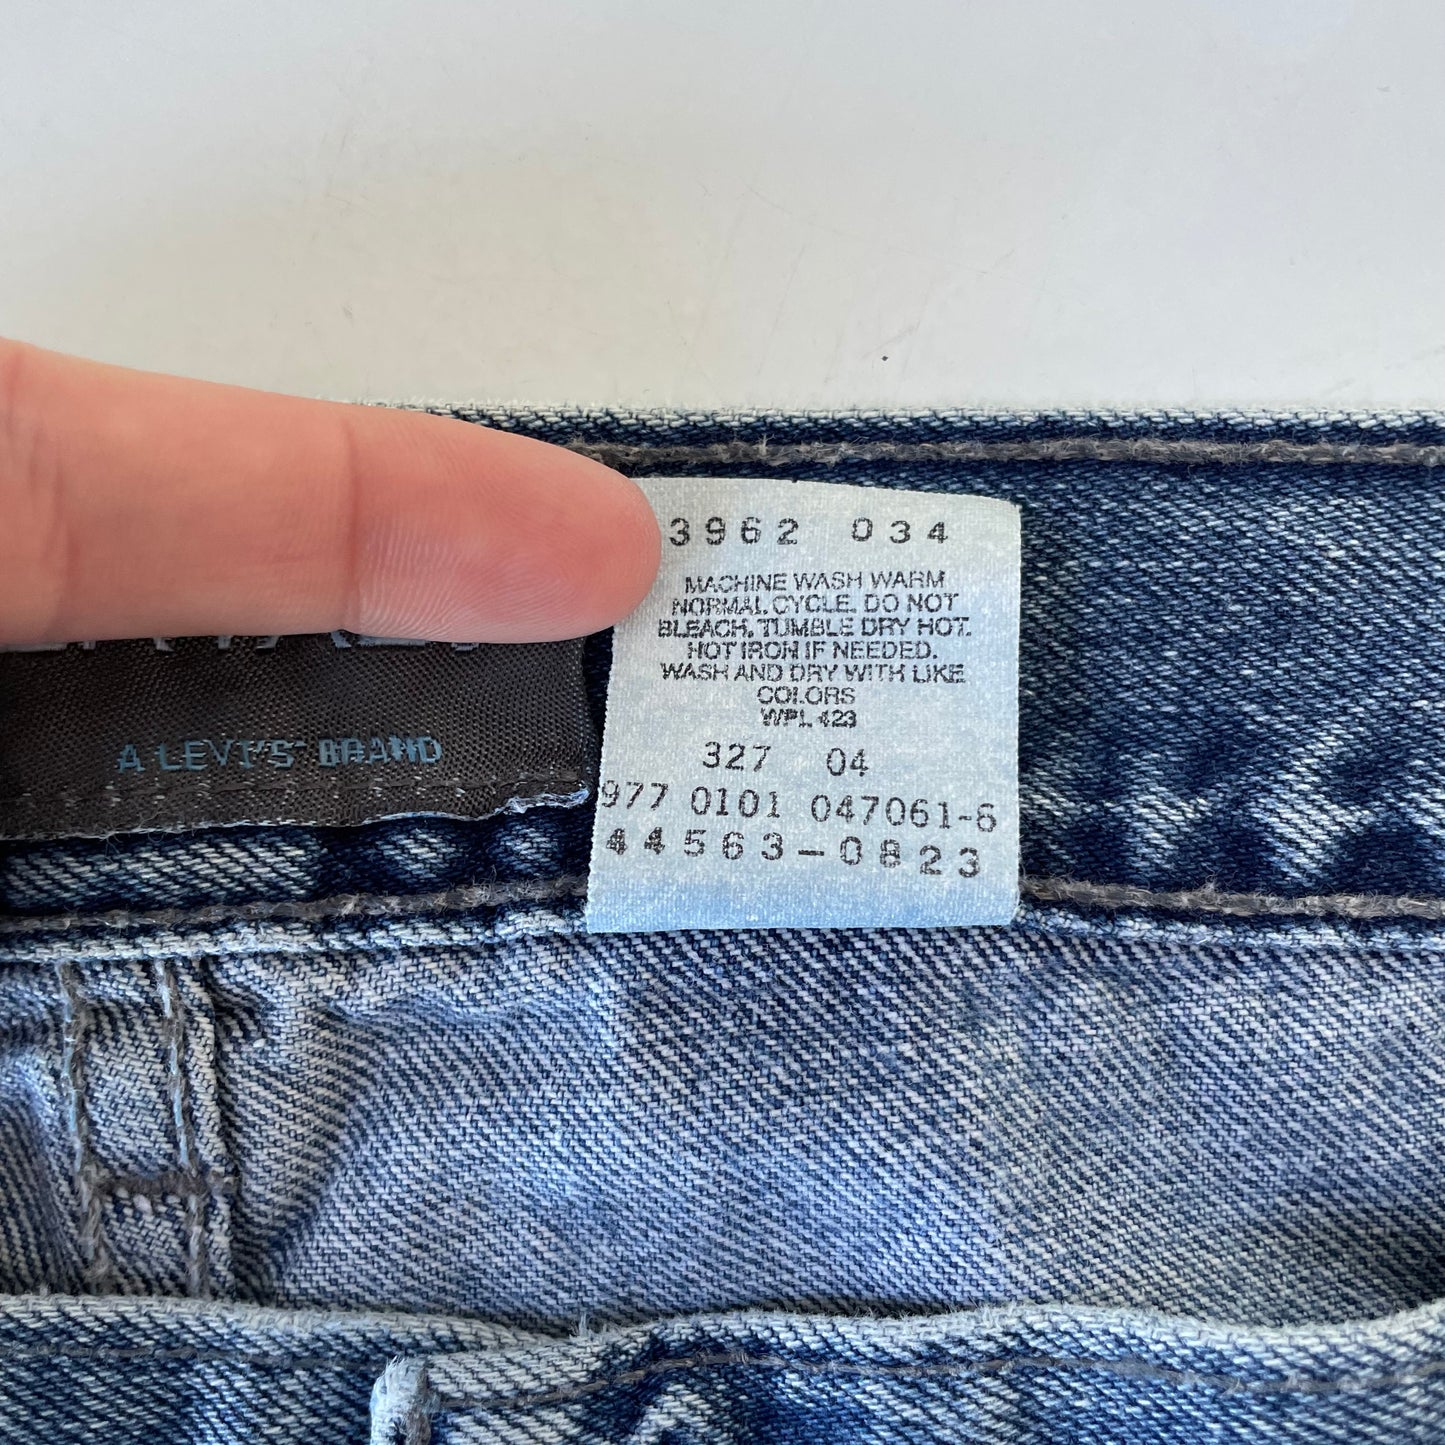 3962 034
MACHINE WASH WARM
NORMAL CYCLE. DO NOT
BLEACH. TUMBLE DRY HOT.
HOT IRON IF NEEDED.
WASH AND DRY WITH LIKE
COLORS
WPL 423
327 04
977 0101 047061-6
44563-0823
A LEVI'S BRAND